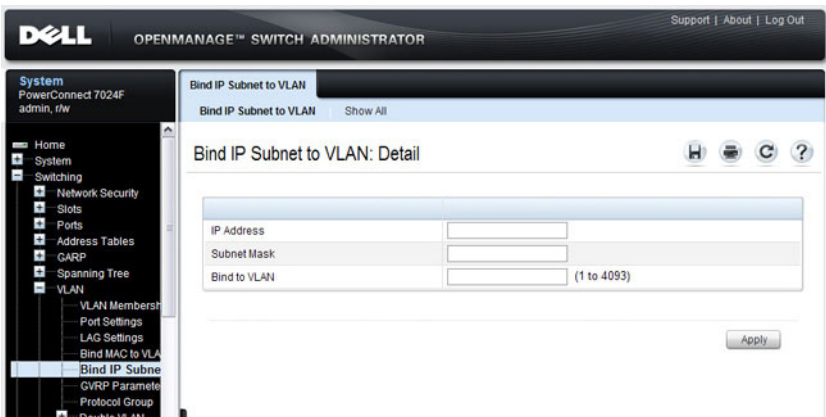 Support | About | Log Out
DELL OPENMANAGE™ SWITCH ADMINISTRATOR
System
PowerConnect 7024F
admin, r/w
Home
System
Switching
Network Security
Slots
Ports
Address Tables
GARP
Spanning Tree
VLAN
VLAN Membersh
Port Settings
LAG Settings
Bind MAC to VLA
Bind IP Subne
GVRP Paramete
Protocol Group
Double VLAN
Bind IP Subnet to VLAN
Bind IP Subnet to VLAN Show All
Bind IP Subnet to VLAN: Detail
IP Address
Subnet Mask
Bind to VLAN (1 to 4093)
Apply